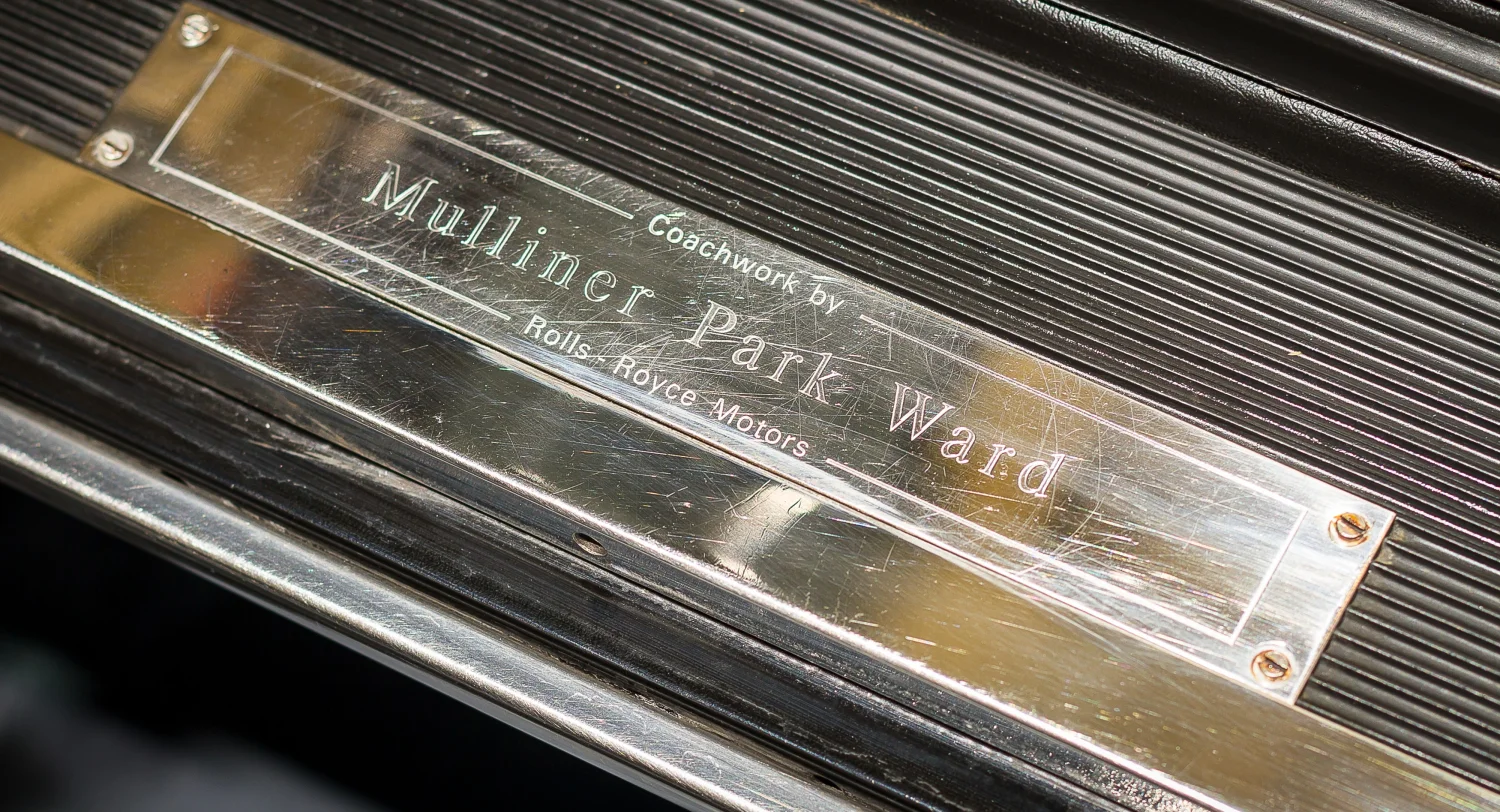 Coachwork by
Mulliner Park Ward
Rolls-Royce Motors